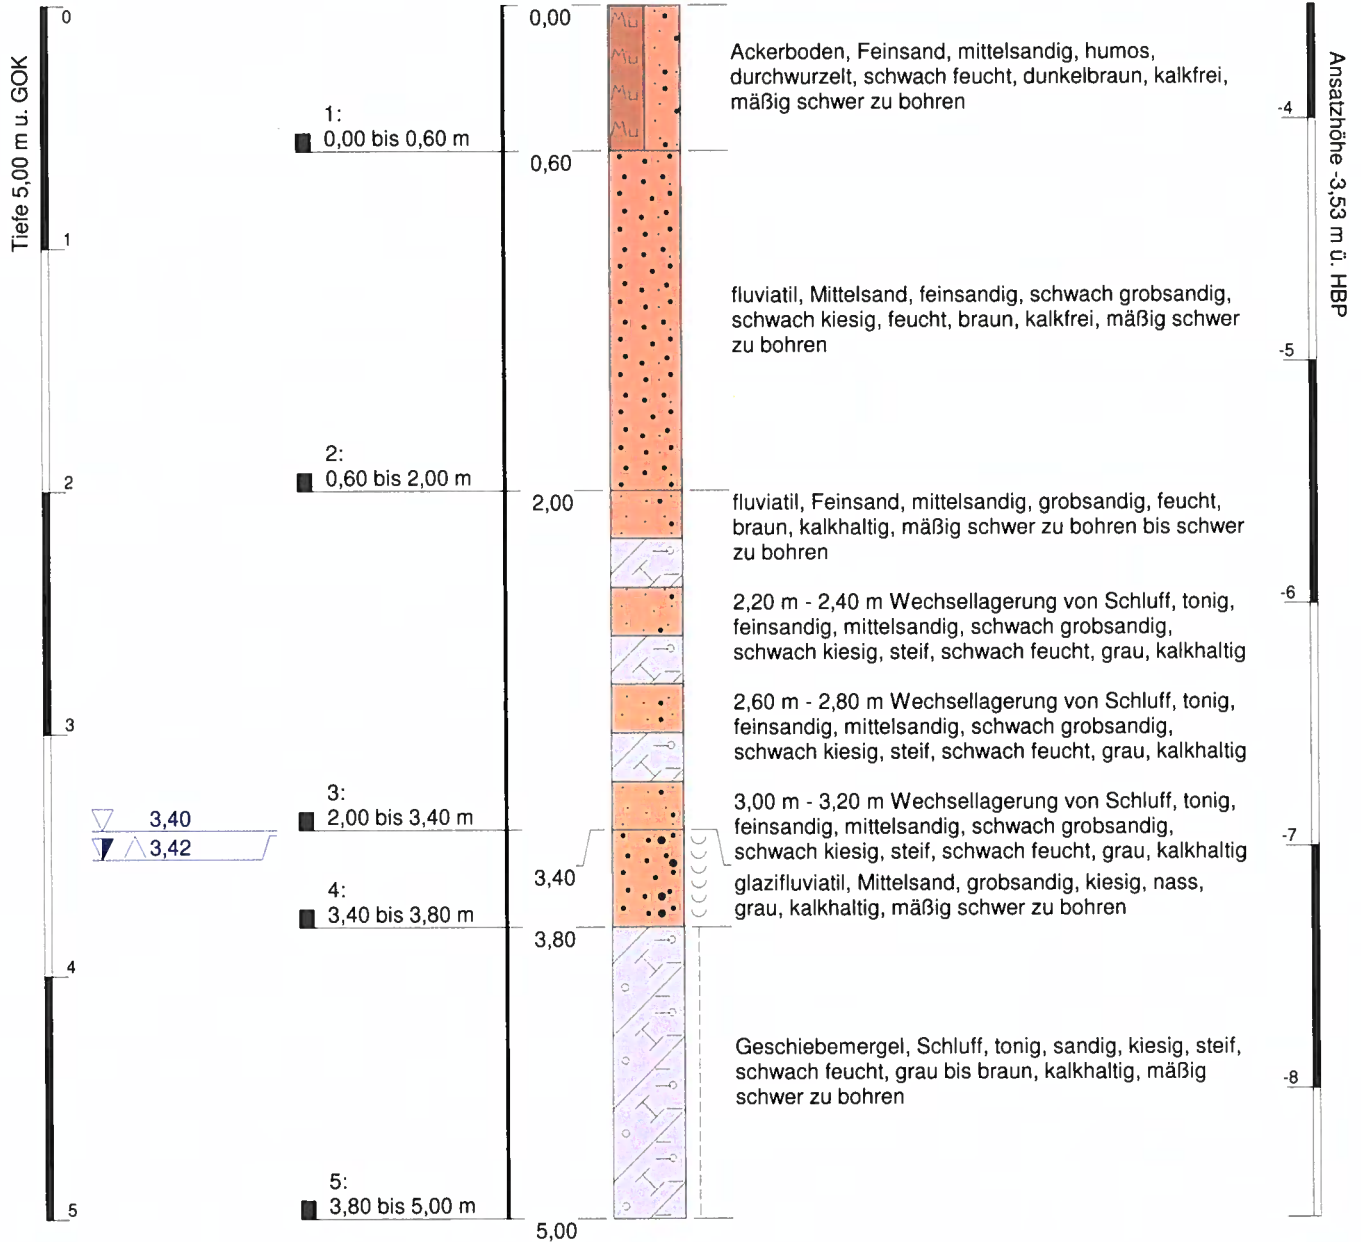 Tiefe 5,00 m u. GOK
0
1
2
3
4
5
1:
0,00 bis 0,60 m
2:
0,60 bis 2,00 m
3:
2,00 bis 3,40 m
4:
3,40 bis 3,80 m
5:
3,80 bis 5,00 m
3,40
3,42
0,00
0,60
2,00
3,40
3,80
5,00
Mu
Mu
Mu
Mu
Ackerboden, Feinsand, mittelsandig, humos,
durchwurzelt, schwach feucht, dunkelbraun, kalkfrei,
mäßig schwer zu bohren
fluviatil, Mittelsand, feinsandig, schwach grobsandig,
schwach kiesig, feucht, braun, kalkfrei, mäßig schwer
zu bohren
fluviatil, Feinsand, mittelsandig, grobsandig, feucht,
braun, kalkhaltig, mäßig schwer zu bohren bis schwer
zu bohren
2,20 m - 2,40 m Wechsellagerung von Schluff, tonig,
feinsandig, mittelsandig, schwach grobsandig,
schwach kiesig, steif, schwach feucht, grau, kalkhaltig
2,60 m - 2,80 m Wechsellagerung von Schluff, tonig,
feinsandig, mittelsandig, schwach grobsandig,
schwach kiesig, steif, schwach feucht, grau, kalkhaltig
3,00 m - 3,20 m Wechsellagerung von Schluff, tonig,
feinsandig, mittelsandig, schwach grobsandig,
schwach kiesig, steif, schwach feucht, grau, kalkhaltig
glazifluviatil, Mittelsand, grobsandig, kiesig, nass,
grau, kalkhaltig, mäßig schwer zu bohren
Geschiebemergel, Schluff, tonig, sandig, kiesig, steif,
schwach feucht, grau bis braun, kalkhaltig, mäßig
schwer zu bohren
-4
-5
-6
-7
-8
Ansatzhöhe -3,53 m ü. HBP